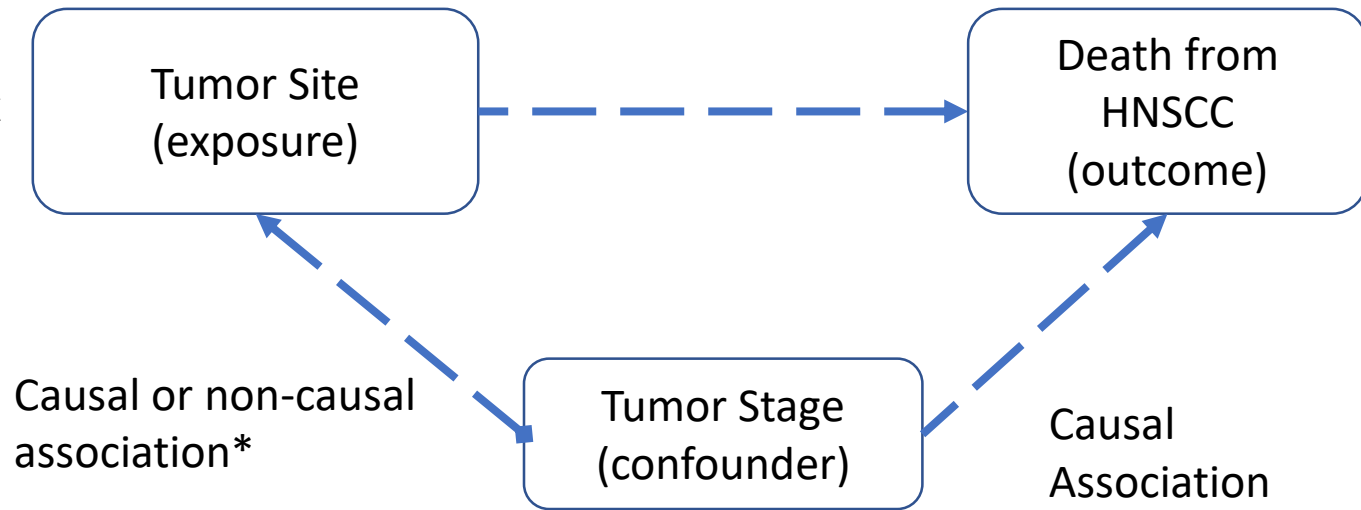 Tumor Site
(exposure)
Death from
HNSCC
(outcome)
Causal or non-causal
association*
Tumor Stage
(confounder)
Causal
Association